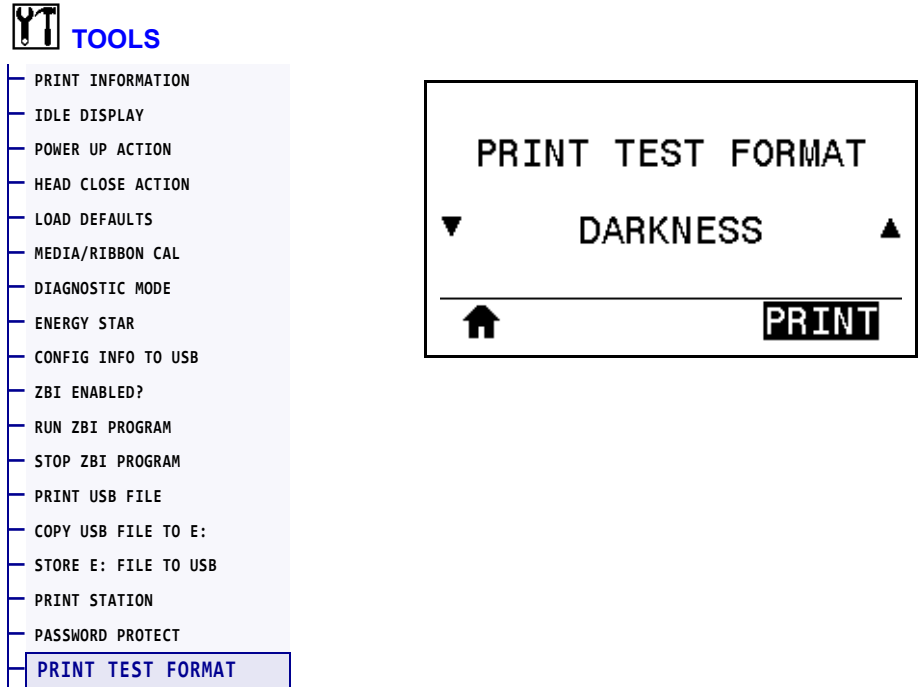 TOOLS
PRINT INFORMATION
IDLE DISPLAY
POWER UP ACTION
HEAD CLOSE ACTION
LOAD DEFAULTS
MEDIA/RIBBON CAL
DIAGNOSTIC MODE
ENERGY STAR
CONFIG INFO TO USB
ZBI ENABLED?
RUN ZBI PROGRAM
STOP ZBI PROGRAM
PRINT USB FILE
COPY USB FILE TO E:
STORE E: FILE TO USB
PRINT STATION
PASSWORD PROTECT
PRINT TEST FORMAT
PRINT TEST FORMAT
DARKNESS
PRINT